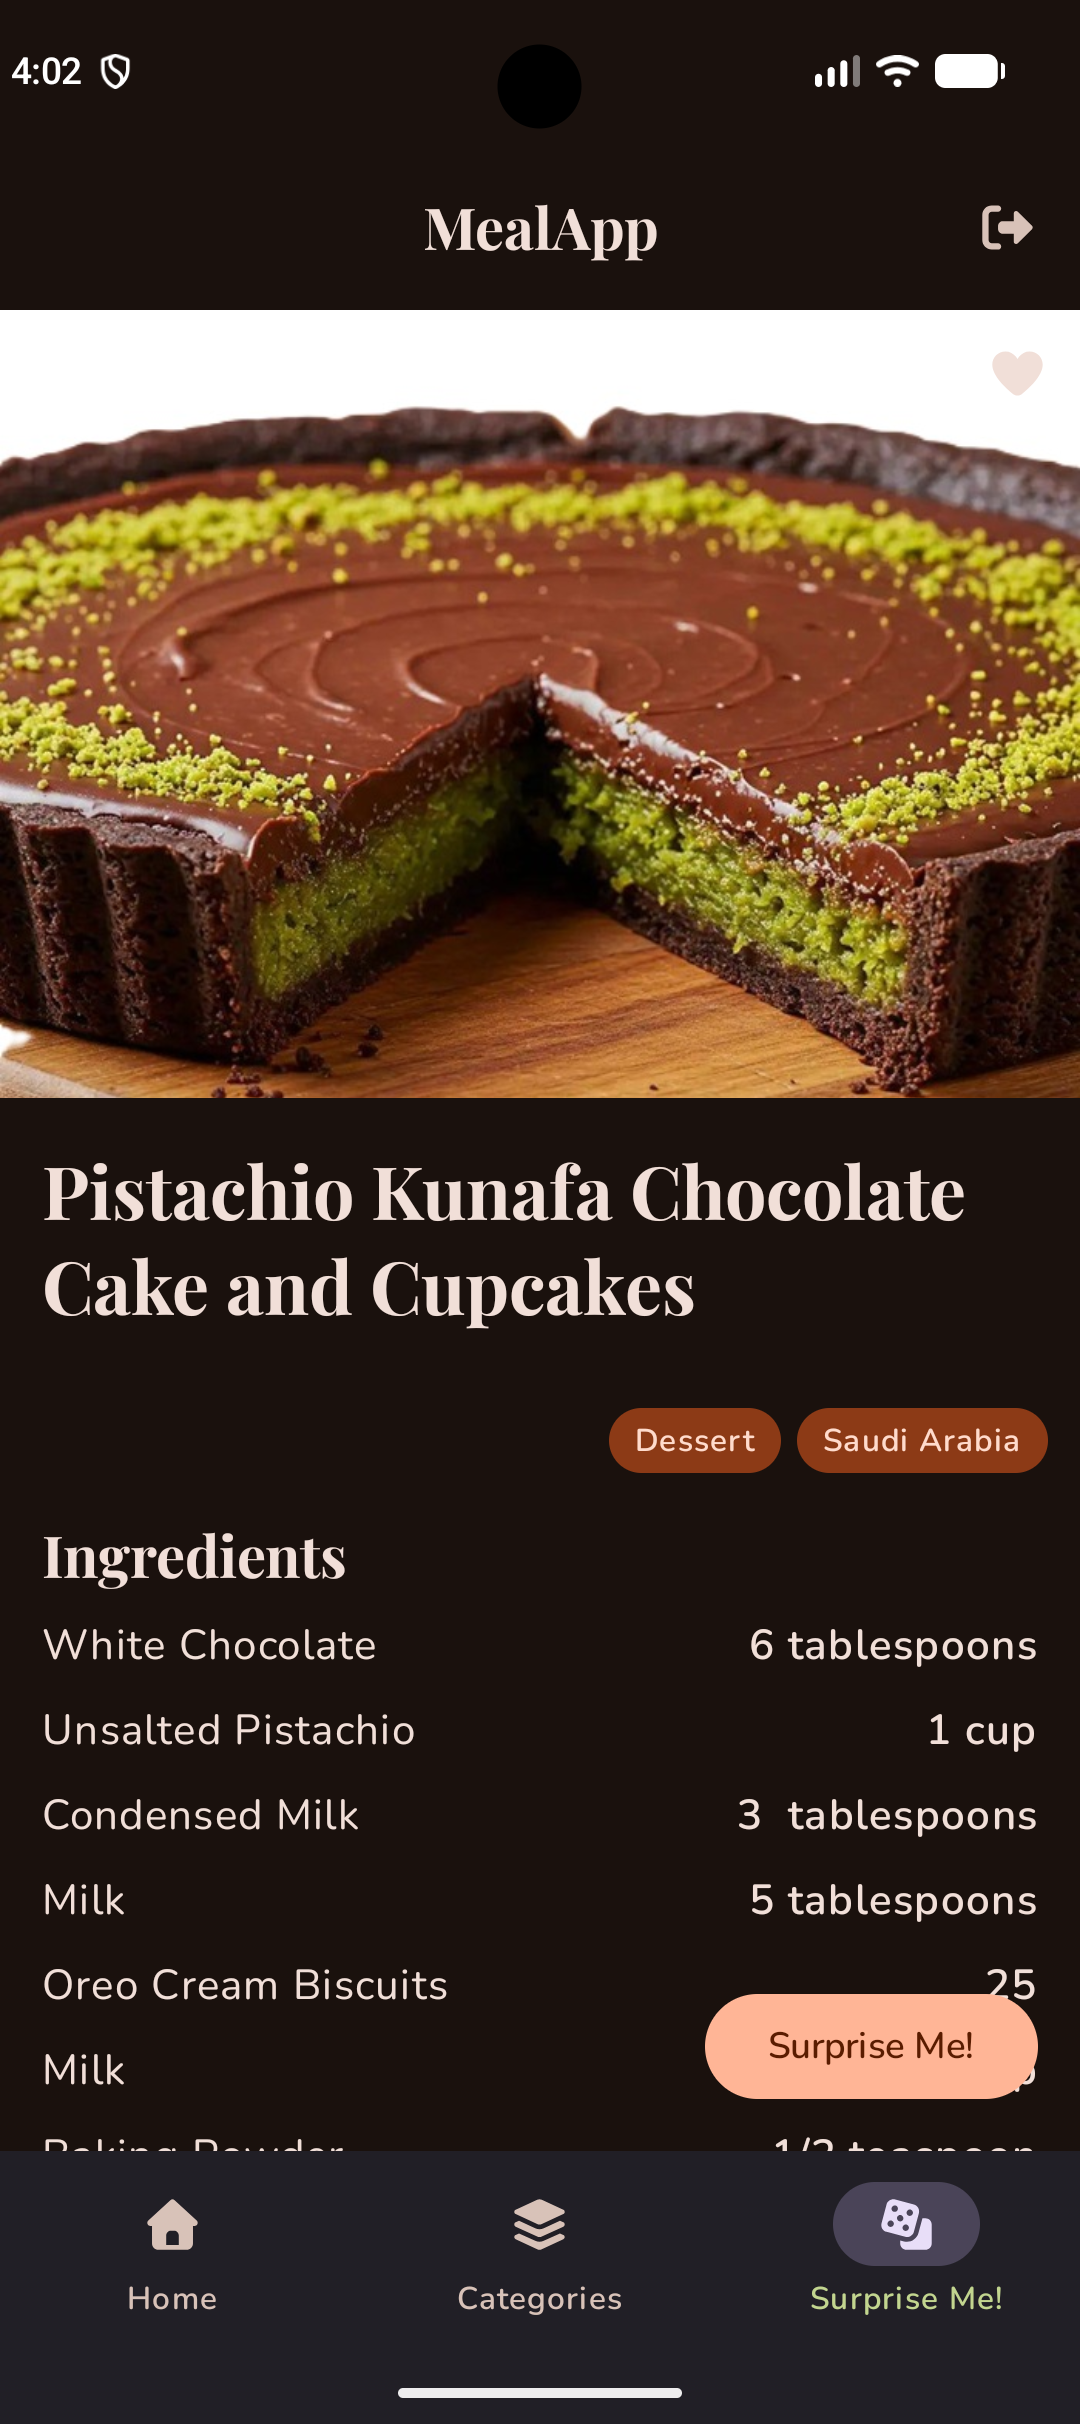 4:02
MealApp
Pistachio Kunafa Chocolate
Cake and Cupcakes
Dessert Saudi Arabia
Ingredients
White Chocolate 6 tablespoons
Unsalted Pistachio 1 cup
Condensed Milk 3  tablespoons
Milk 5 tablespoons
Oreo Cream Biscuits 25
Surprise Me!
Milk
Baking Powder
Home Categories Surprise Me!